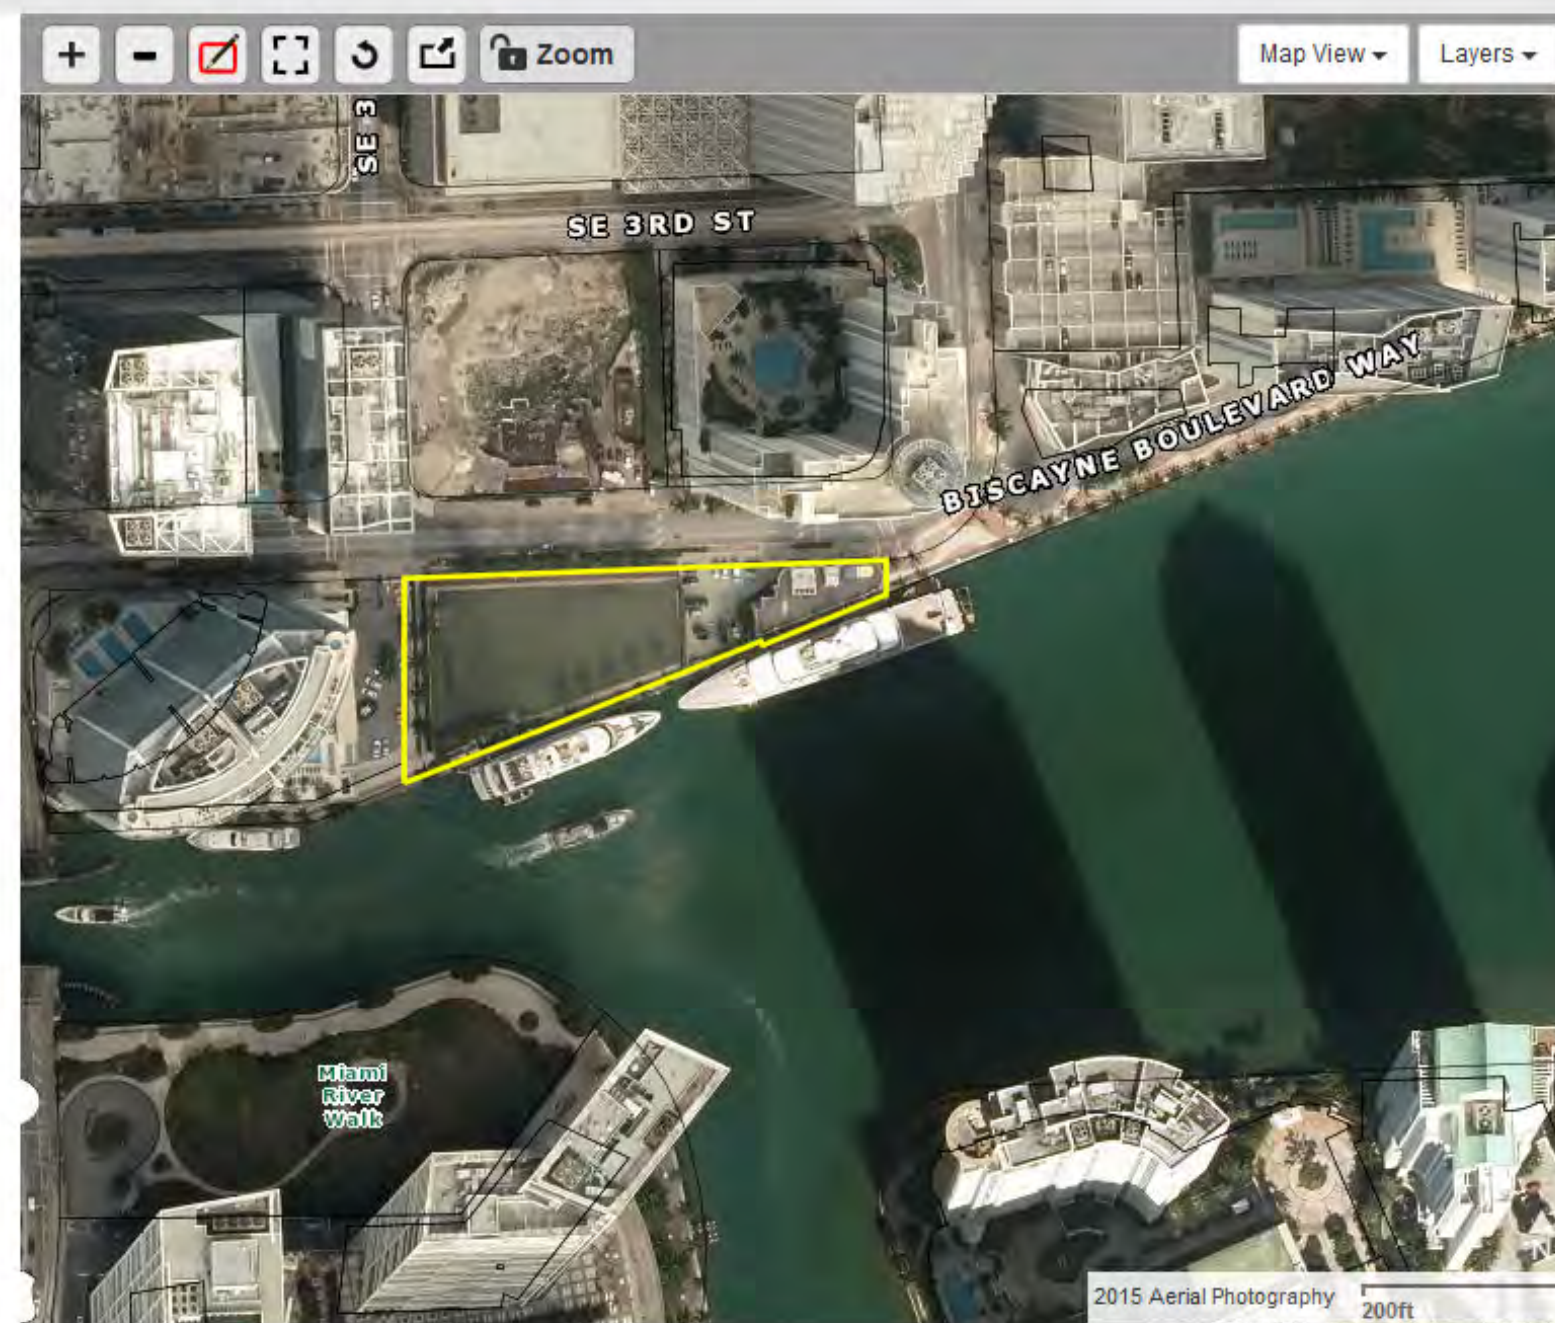 Zoom
Map View
Layers
SE 3
SE 3RD ST
BISCAYNE BOULEVARD WAY
Miami
River
Walk
N
2015 Aerial Photography
200ft